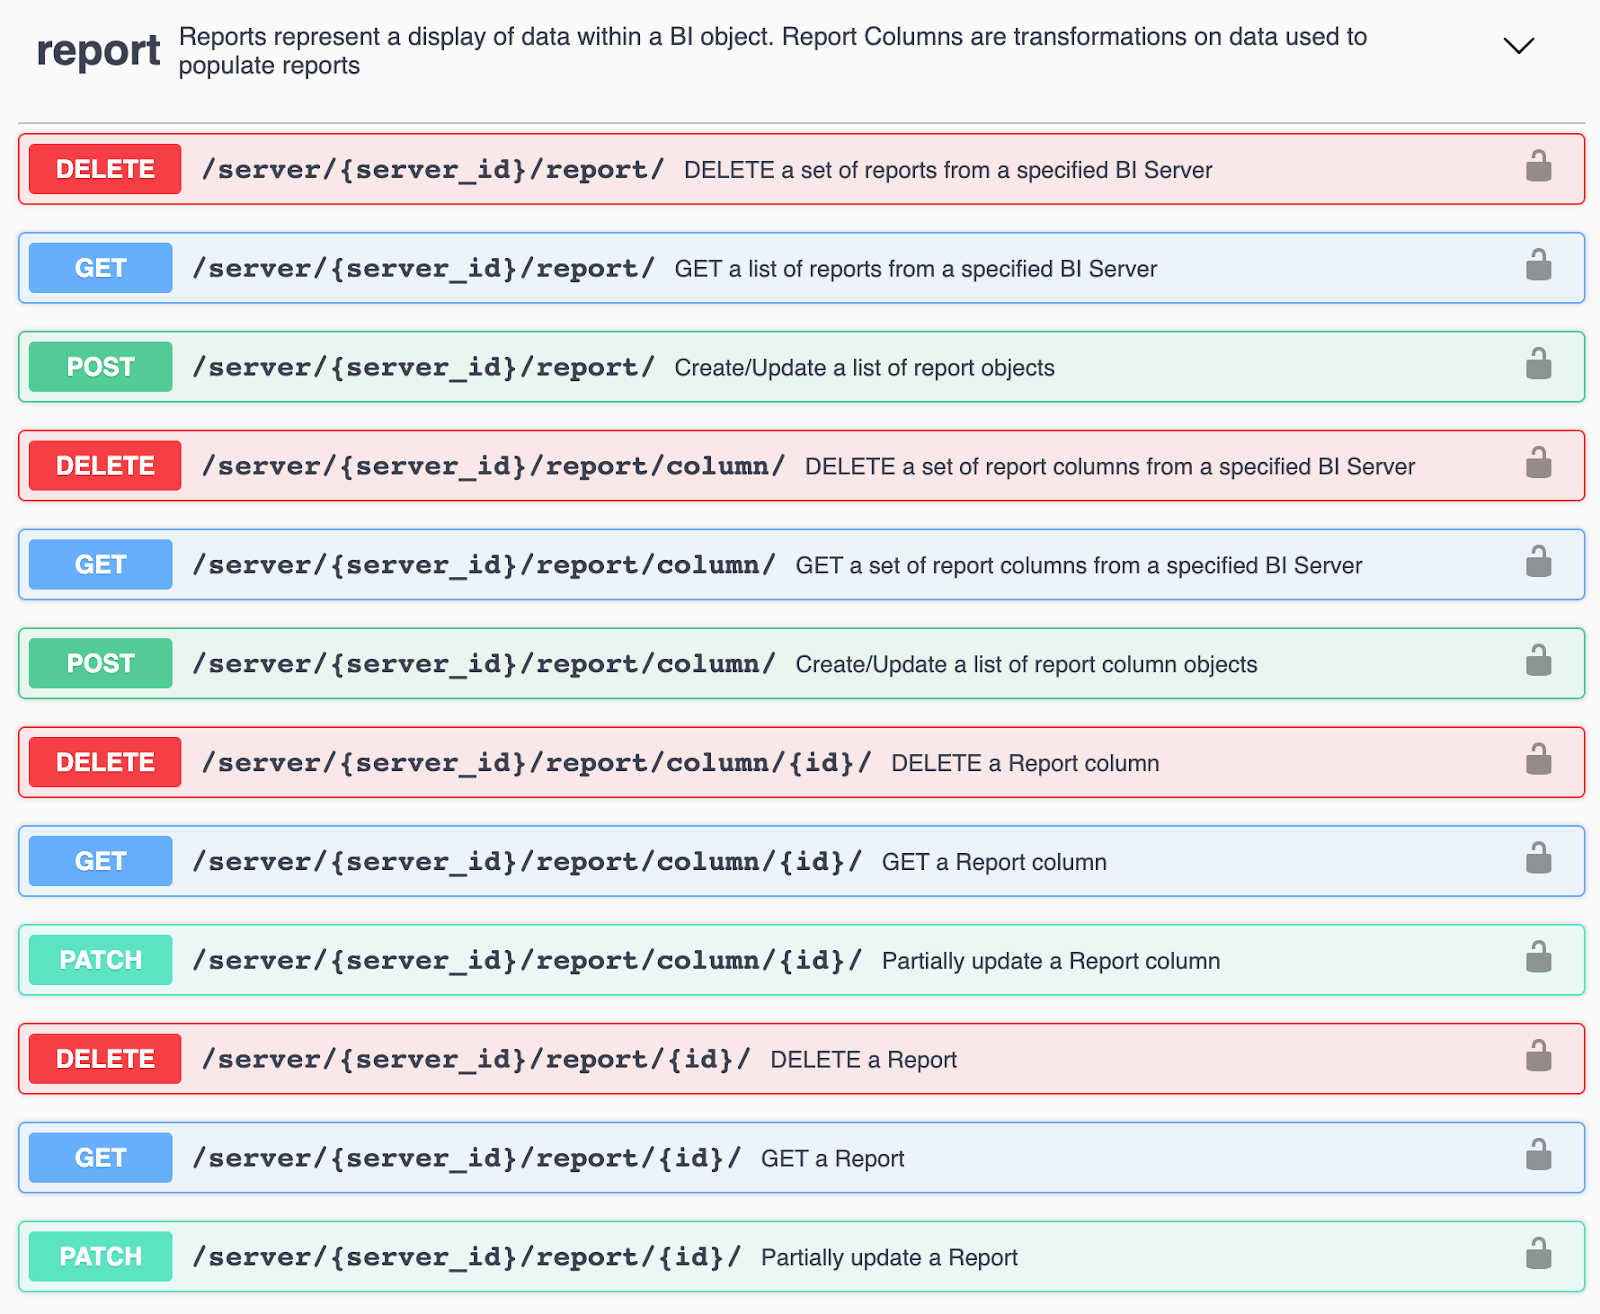 report Reports represent a display of data within a BI object. Report Columns are transformations on data used to
populate reports
DELETE /server/{server_id}/report/ DELETE a set of reports from a specified BI Server
GET /server/{server_id}/report/ GET a list of reports from a specified BI Server
POST /server/{server_id}/report/ Create/Update a list of report objects
DELETE /server/{server_id}/report/column/ DELETE a set of report columns from a specified BI Server
GET /server/{server_id}/report/column/ GET a set of report columns from a specified BI Server
POST /server/{server_id}/report/column/ Create/Update a list of report column objects
DELETE /server/{server_id}/report/column/{id}/ DELETE a Report column
GET /server/{server_id}/report/column/{id}/ GET a Report column
PATCH /server/{server_id}/report/column/{id}/ Partially update a Report column
DELETE /server/{server_id}/report/{id}/ DELETE a Report
GET /server/{server_id}/report/{id}/ GET a Report
PATCH /server/{server_id}/report/{id}/ Partially update a Report